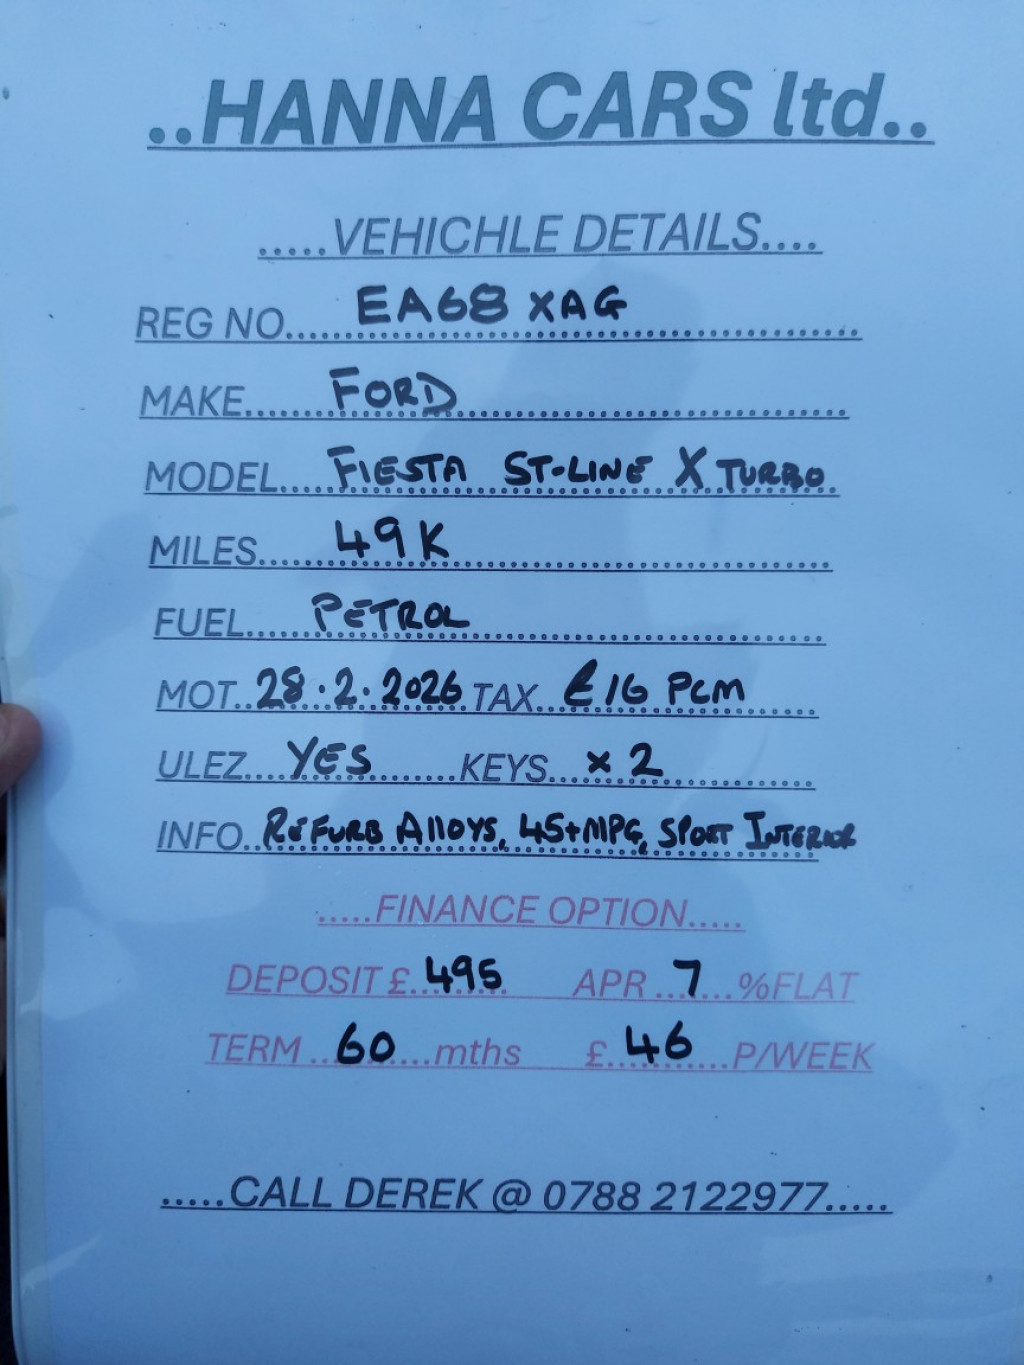 ..HANNA CARS ltd..
.....VEHICHLE DETAILS....
REG NO....EA68 XAG....
MAKE....FORD....
MODEL....FIESTA ST-LINE X TURBO.
MILES....49K....
FUEL....PETROL....
MOT..28.2.2026 TAX...£16 PCM....
ULEZ....YES.......KEYS...x 2....
INFO..REFURB AllOYS, 45+MPG, SPORT INTERIOR
.....FINANCE OPTION.....
DEPOSIT £.495.... APR...7...%FLAT
TERM...60....mths £..46....P/WEEK
.....CALL DEREK @ 0788 2122977.....